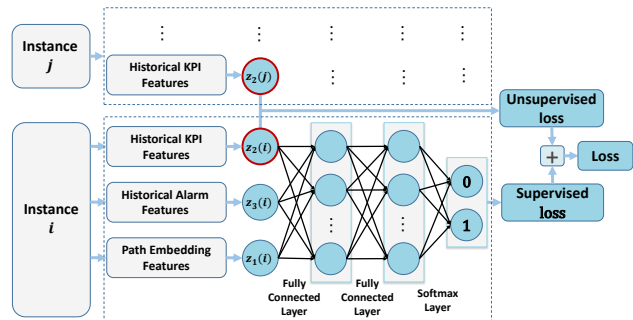 Instance
j
Historical KPI
Features
z₂(j)
Unsupervised
loss
Instance
i
Historical KPI
Features
z₂(i)
Historical Alarm
Features
z₃(i)
Path Embedding
Features
z₁(i)
0
1
+
Loss
Supervised
loss
Fully
Connected
Layer
Fully
Connected
Layer
Softmax
Layer